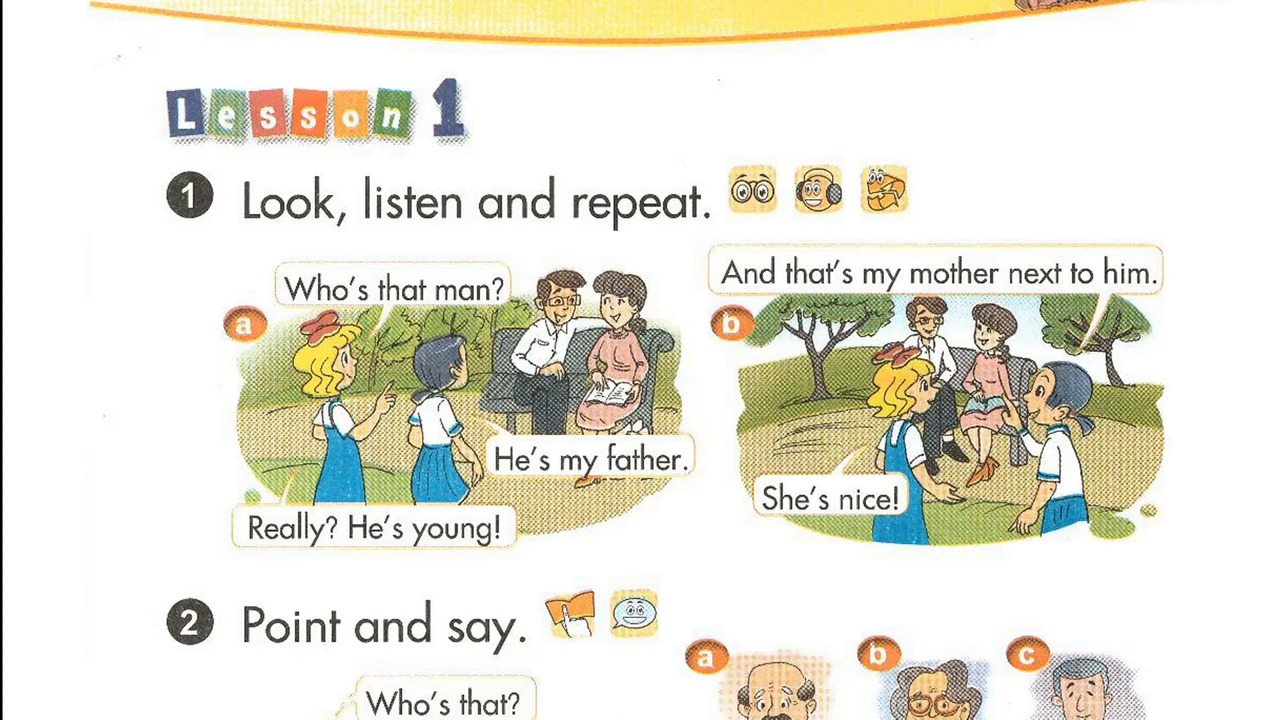 Lesson 1
1 Look, listen and repeat.
a
Who's that man?
He's my father.
Really? He's young!
b
And that's my mother next to him.
She's nice!
2 Point and say.
Who's that?
a
b
c